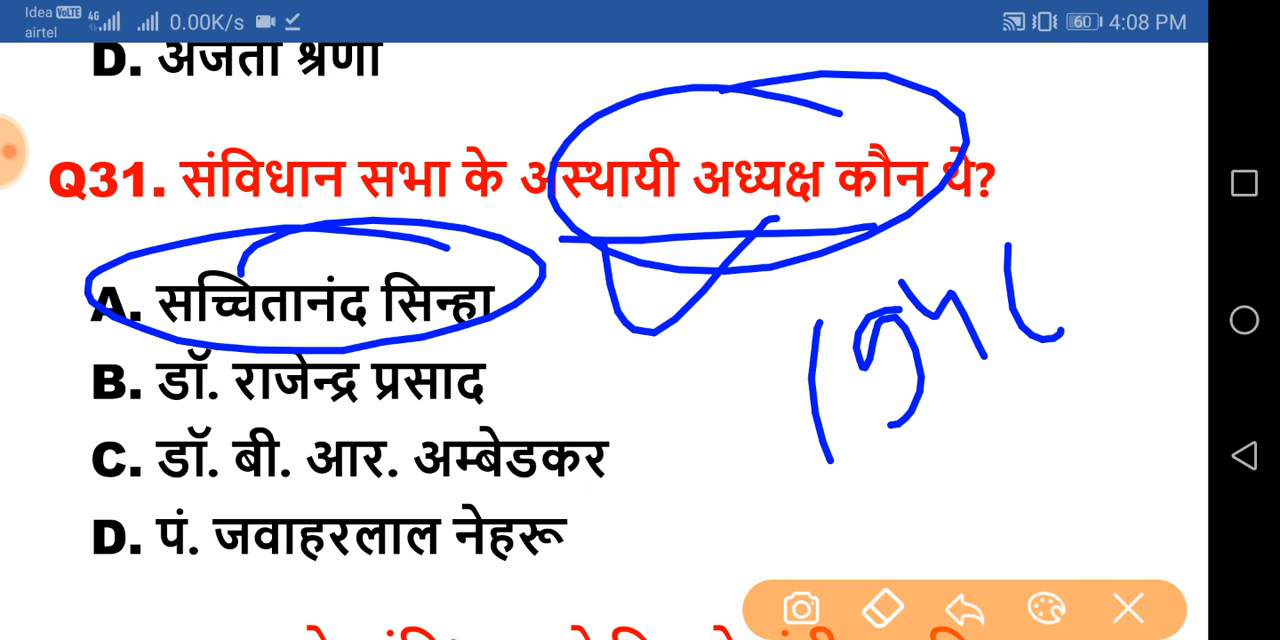 Idea VoLTE 4G 0.00K/s 60 4:08 PM
airtel
D. अजंता श्रेणी
Q31. संविधान सभा के अस्थायी अध्यक्ष कौन थे?
A. सच्चितानंद सिन्हा
B. डॉ. राजेन्द्र प्रसाद
C. डॉ. बी. आर. अम्बेडकर
D. पं. जवाहरलाल नेहरू